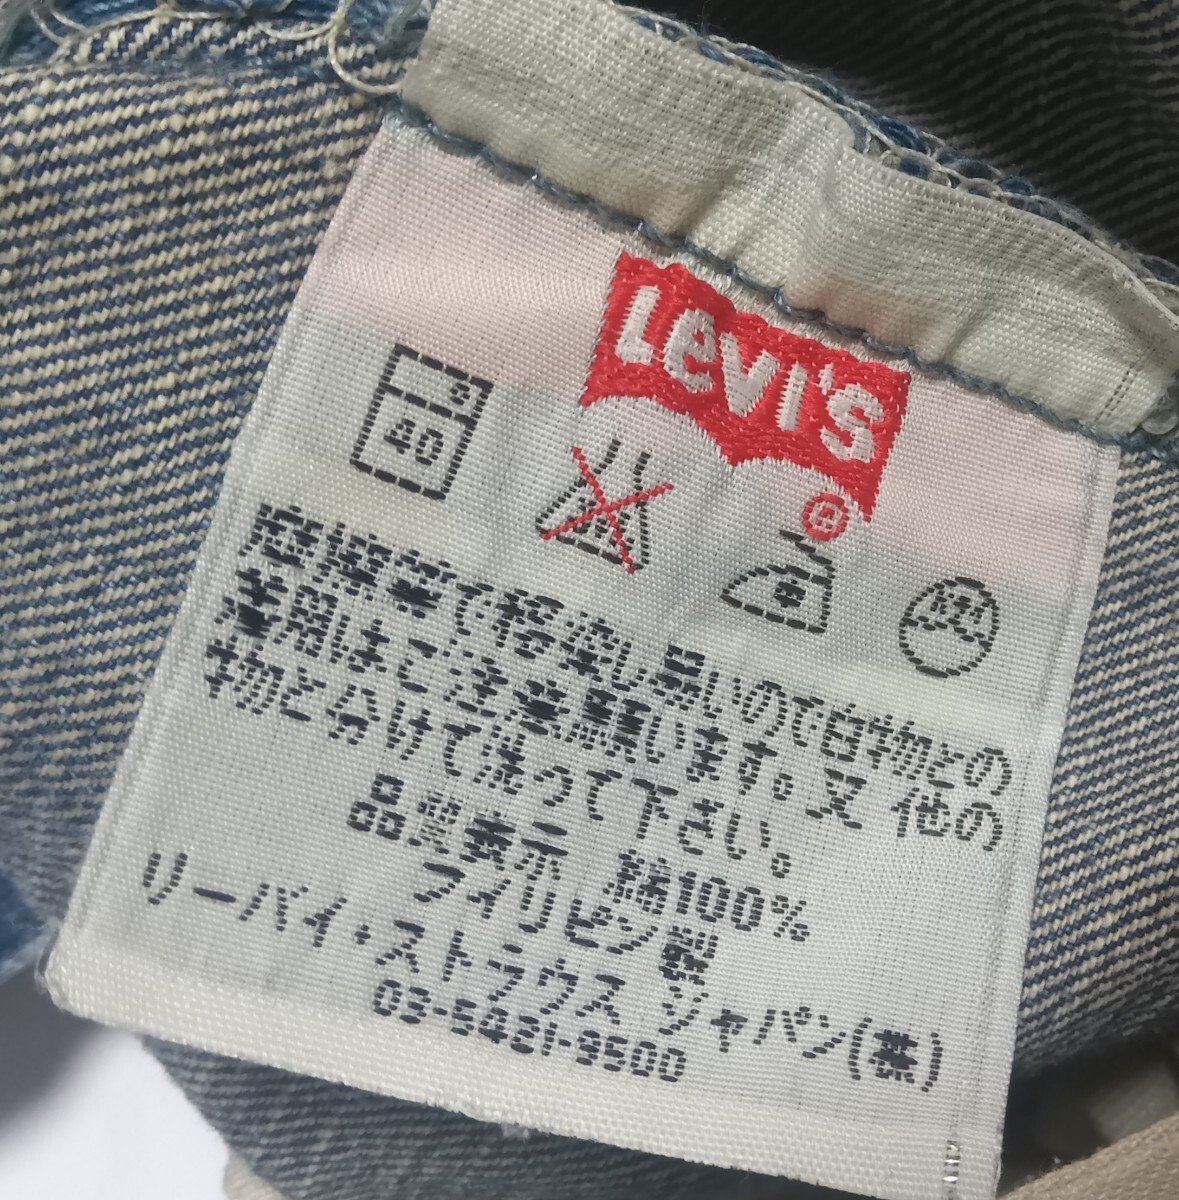 Levi's
®
40
摩擦等で移染し易いので白物との
着用はご注意願います。又 他の
物と分けて洗って下さい。
品質表示 綿100%
フィリピン製
リーバイ・ストラウス ジャパン(株)
03-5421-9500